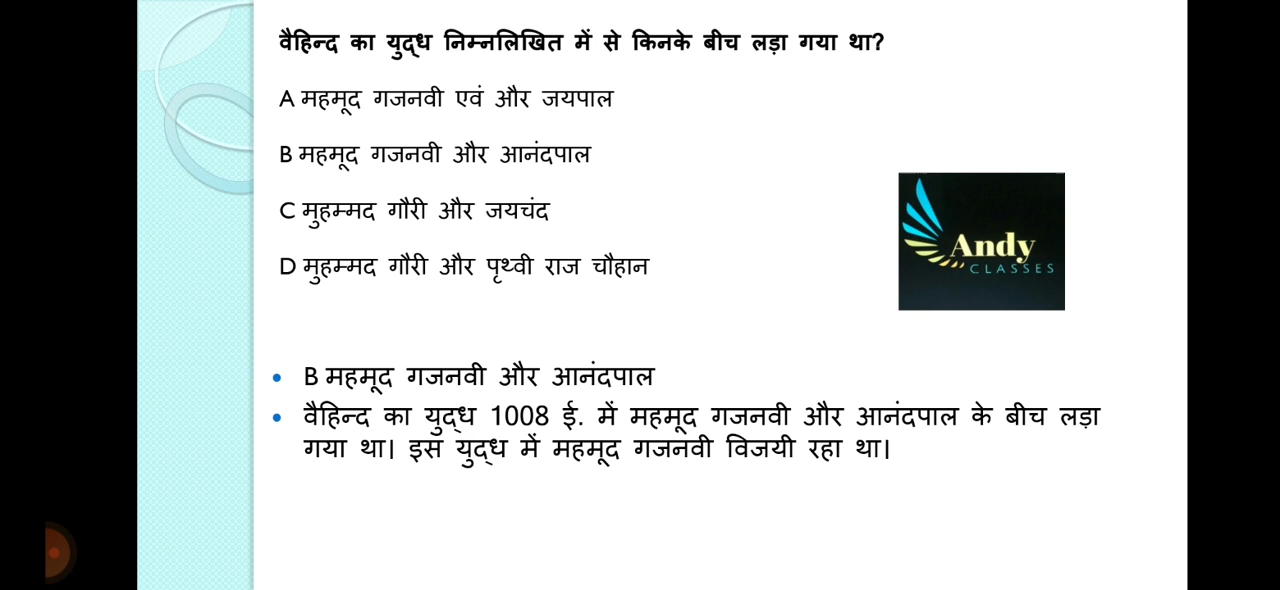 वैहिन्द का युद्ध निम्नलिखित में से किनके बीच लड़ा गया था?
A महमूद गजनवी एवं और जयपाल
B महमूद गजनवी और आनंदपाल
C मुहम्मद गौरी और जयचंद
D मुहम्मद गौरी और पृथ्वी राज चौहान
Andy
CLASSES
• B महमूद गजनवी और आनंदपाल
• वैहिन्द का युद्ध 1008 ई. में महमूद गजनवी और आनंदपाल के बीच लड़ा
गया था। इस युद्ध में महमूद गजनवी विजयी रहा था।